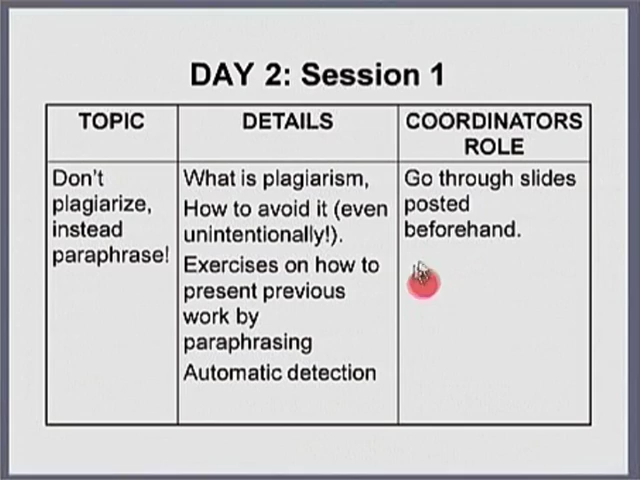 DAY 2: Session 1
TOPIC
DETAILS
COORDINATORS
ROLE
Don't
plagiarize,
instead
paraphrase!
What is plagiarism,
How to avoid it (even
unintentionally!).
Exercises on how to
present previous
work by
paraphrasing
Automatic detection
Go through slides
posted
beforehand.